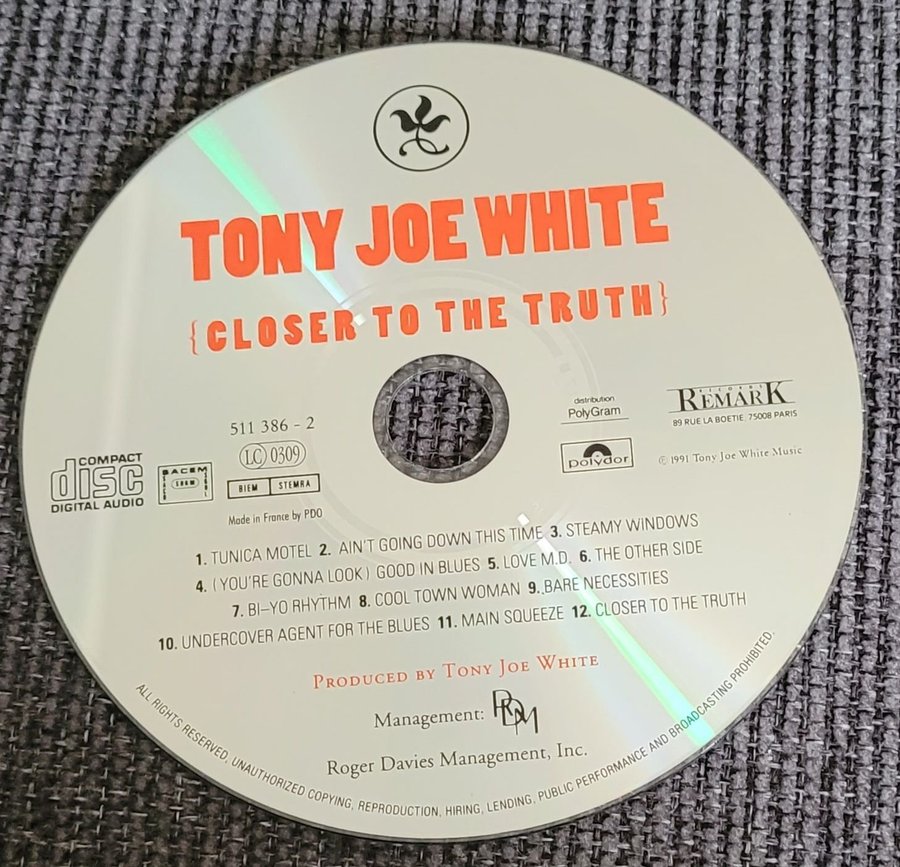 TONY JOE WHITE
{CLOSER TO THE TRUTH}
511 386 - 2
LC 0309
BIEM STEMRA
Made in France by PDO
COMPACT
disc
DIGITAL AUDIO
SACEM
distribution
PolyGram
polydor
RECORDS
REMARK
89 RUE LA BOETIE, 75008 PARIS
© 1991 Tony Joe White Music
1. TUNICA MOTEL 2. AIN'T GOING DOWN THIS TIME 3. STEAMY WINDOWS
4. (YOU'RE GONNA LOOK) GOOD IN BLUES 5. LOVE M.D. 6. THE OTHER SIDE
7. BI–YO RHYTHM 8. COOL TOWN WOMAN 9. BARE NECESSITIES
10. UNDERCOVER AGENT FOR THE BLUES 11. MAIN SQUEEZE 12. CLOSER TO THE TRUTH
PRODUCED BY TONY JOE WHITE
Management: RDM
Roger Davies Management, Inc.
ALL RIGHTS RESERVED, UNAUTHORIZED COPYING, REPRODUCTION, HIRING, LENDING, PUBLIC PERFORMANCE AND BROADCASTING PROHIBITED.